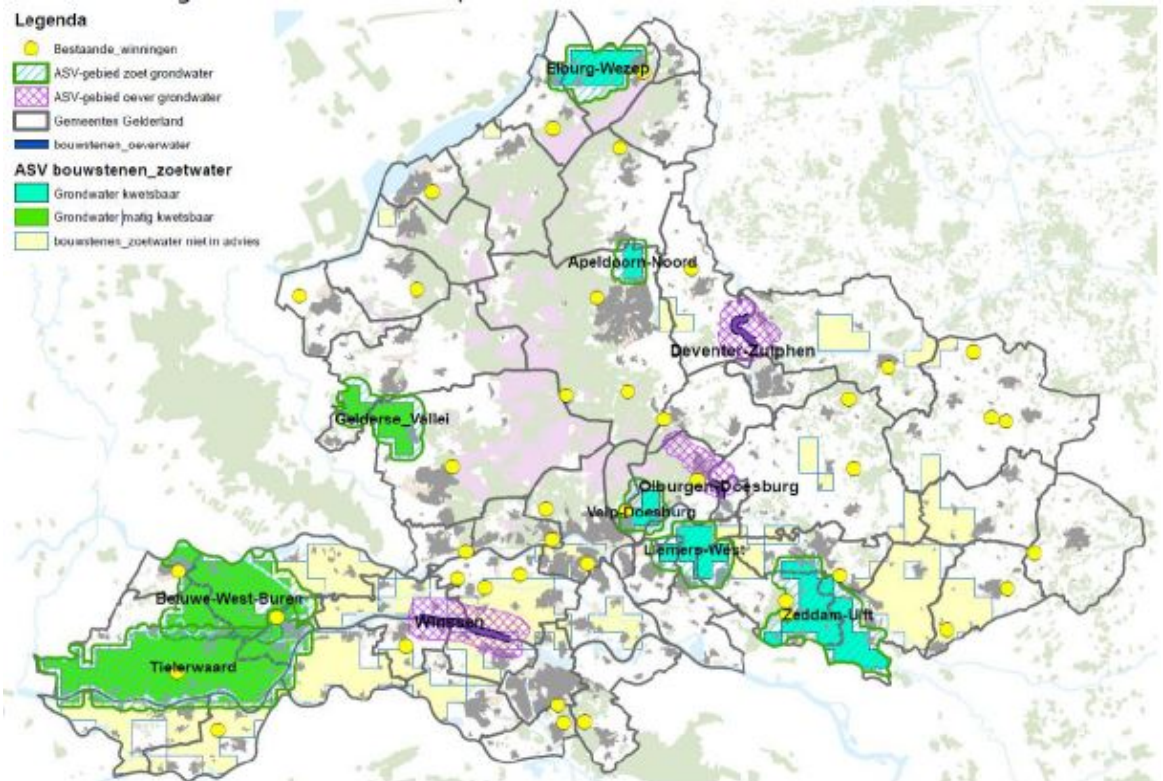 Legenda
Bestaande_winningen
ASV-gebied zoet grondwater
ASV-gebied oever grondwater
Gemeenten Gelderland
bouwstenen_oeverwater
ASV bouwstenen_zoetwater
Grondwater kwetsbaar
Grondwater matig kwetsbaar
bouwstenen_zoetwater niet in advies
Elburg-Wezep
Apeldoorn-Noord
Deventer-Zutphen
Gelderse_Vallei
Olburgen-Doesburg
Velp-Doesburg
Liemers-West
Betuwe-West-Buren
Winssen
Zeddam-Ulft
Tielerwaard